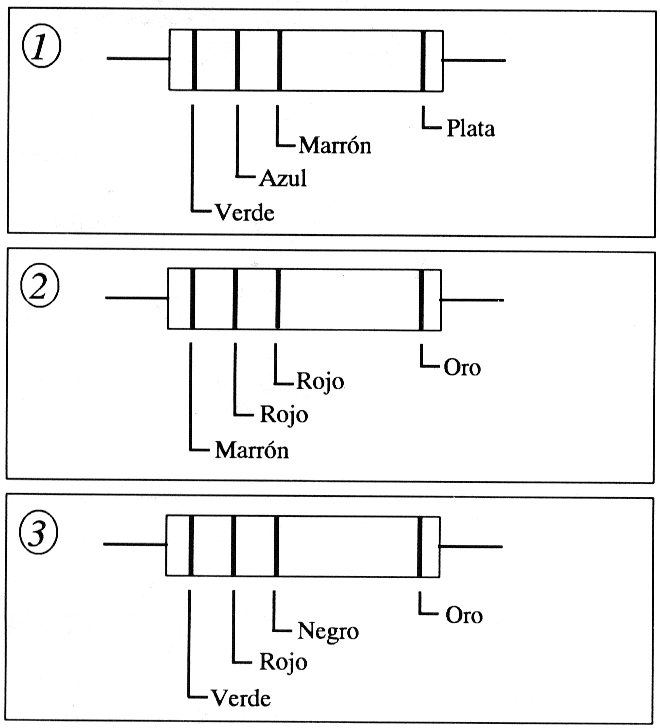 1
Plata
Marrón
Azul
Verde
2
Oro
Rojo
Rojo
Marrón
3
Oro
Negro
Rojo
Verde